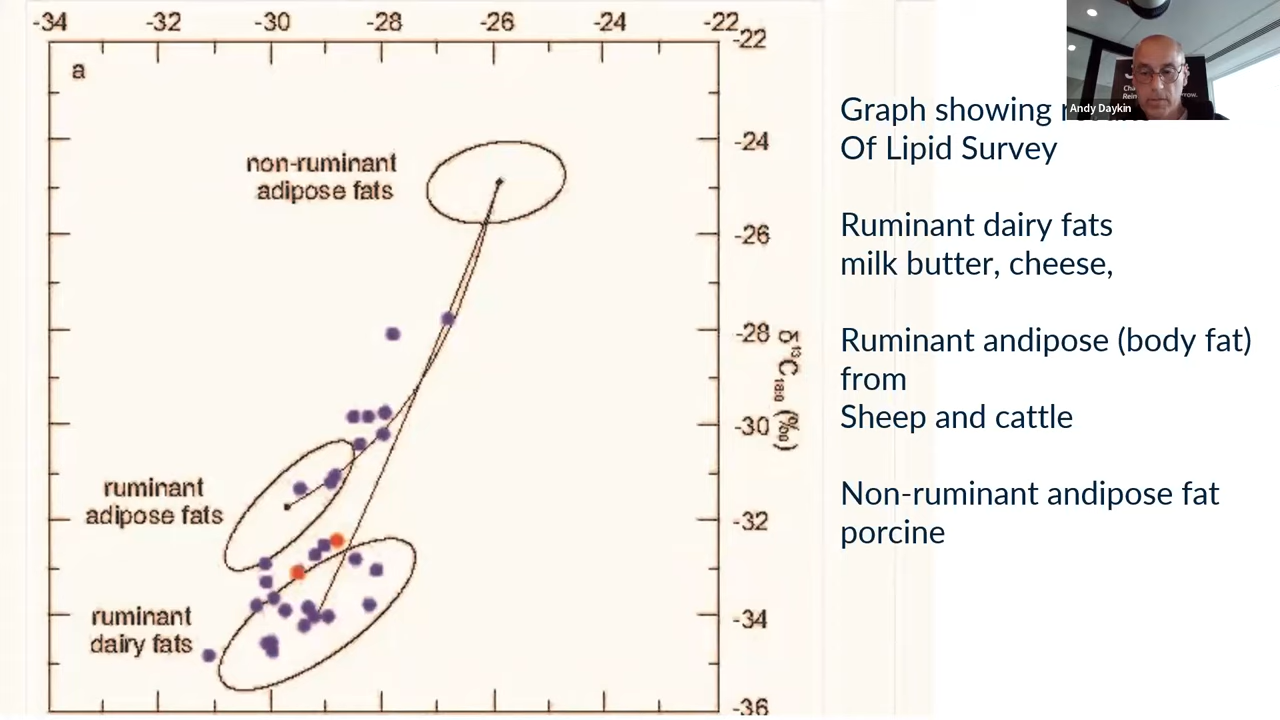 -34 -32 -30 -28 -26 -24 -22
-22
a
-24
-26
-28
-30
-32
-34
-36
δ¹³C₁₈:₀ (‰)
non-ruminant
adipose fats
ruminant
adipose fats
ruminant
dairy fats
Andy Daykin
Graph showing
Of Lipid Survey
Ruminant dairy fats
milk butter, cheese,
Ruminant andipose (body fat)
from
Sheep and cattle
Non-ruminant andipose fat
porcine